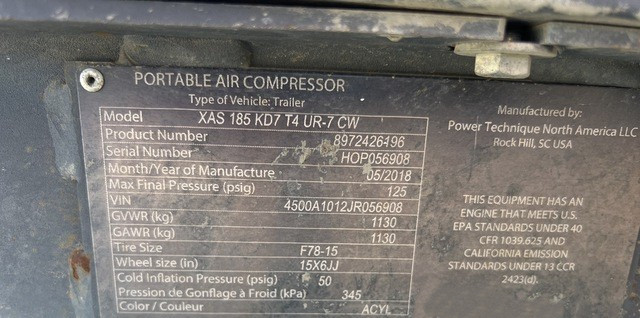 PORTABLE AIR COMPRESSOR
Type of Vehicle: Trailer
Model XAS 185 KD7 T4 UR-7 CW
Product Number 8972426196
Serial Number HOP056908
Month/Year of Manufacture 05/2018
Max Final Pressure (psig) 125
VIN 4500A1012JR056908
GVWR (kg) 1130
GAWR (kg) 1130
Tire Size F78-15
Wheel size (in) 15X6JJ
Cold Inflation Pressure (psig) 50
Pression de Gonflage à Froid (kPa) 345
Color / Couleur ACYL
Manufactured by:
Power Technique North America LLC
Rock Hill, SC USA
THIS EQUIPMENT HAS AN
ENGINE THAT MEETS U.S.
EPA STANDARDS UNDER 40
CFR 1039.625 AND
CALIFORNIA EMISSION
STANDARDS UNDER 13 CCR
2423(d).